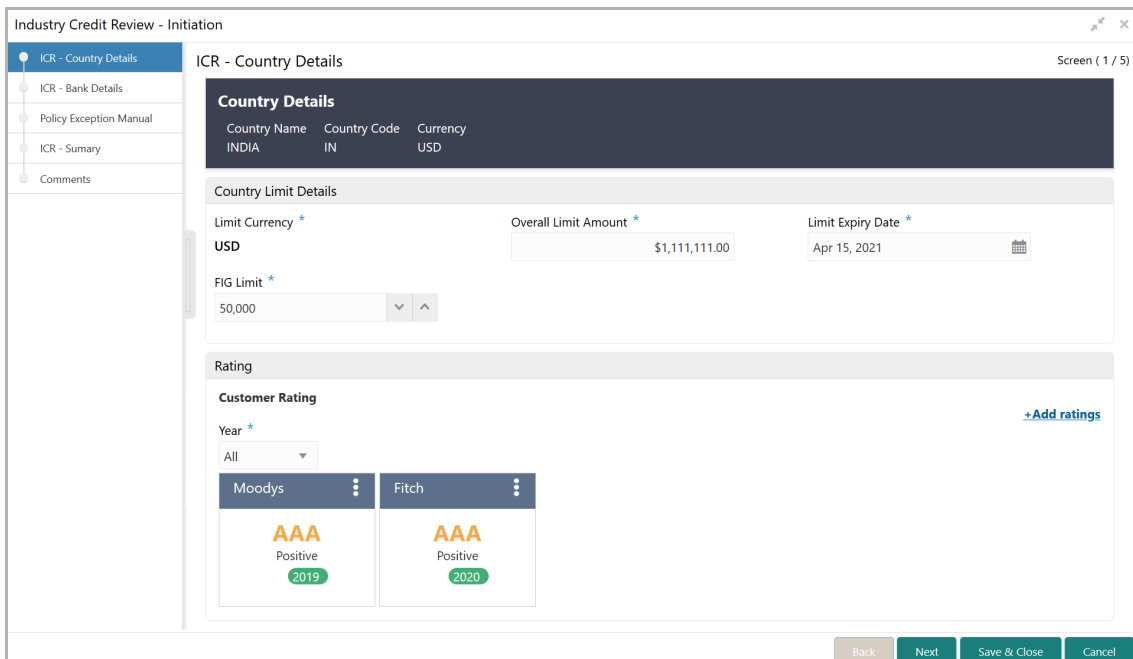 Industry Credit Review - Initiation
ICR - Country Details
ICR - Bank Details
Policy Exception Manual
ICR - Sumary
Comments
ICR - Country Details
Screen ( 1 / 5)
Country Details
Country Name Country Code Currency
INDIA IN USD
Country Limit Details
Limit Currency * Overall Limit Amount * Limit Expiry Date *
USD $1,111,111.00 Apr 15, 2021
FIG Limit *
50,000
Rating
Customer Rating
+Add ratings
Year *
All
Moodys Fitch
AAA AAA
Positive Positive
2019 2020
Back Next Save & Close Cancel